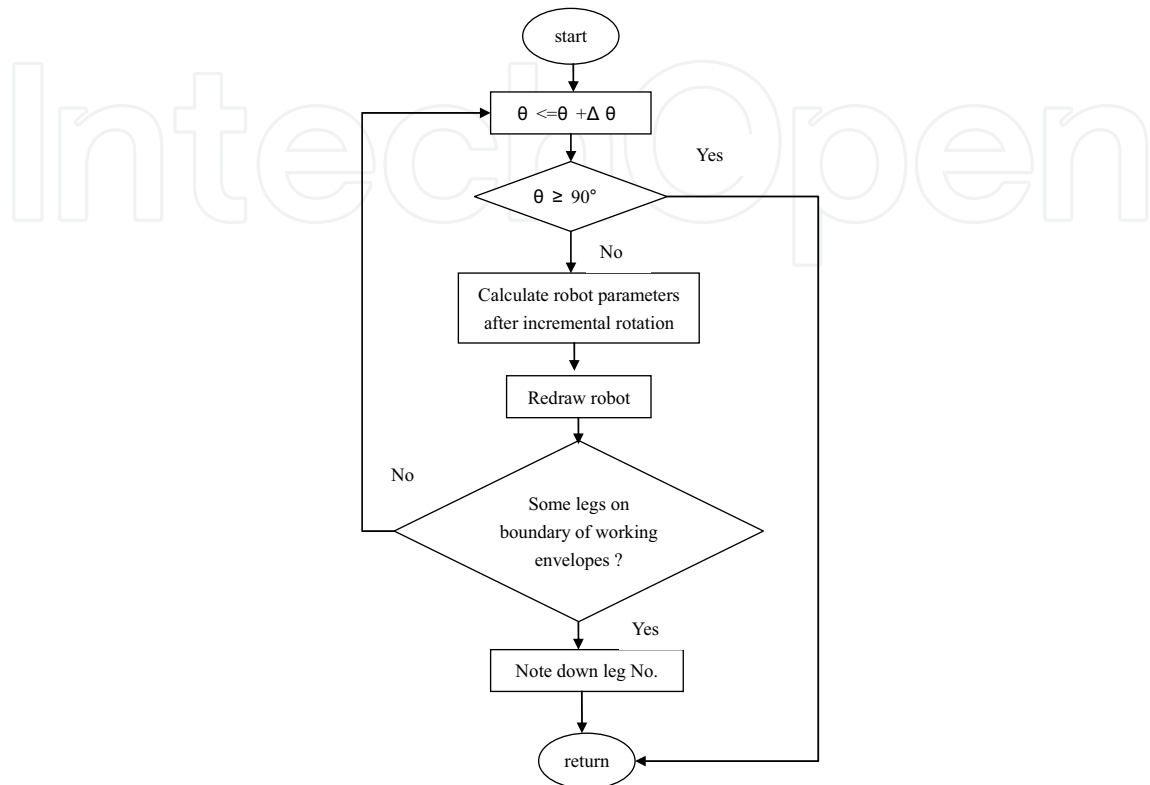 IntechOpen
start
θ <=θ +Δ θ
Yes
θ ≥ 90°
No
Calculate robot parameters
after incremental rotation
Redraw robot
No
Some legs on
boundary of working
envelopes ?
Yes
Note down leg No.
return